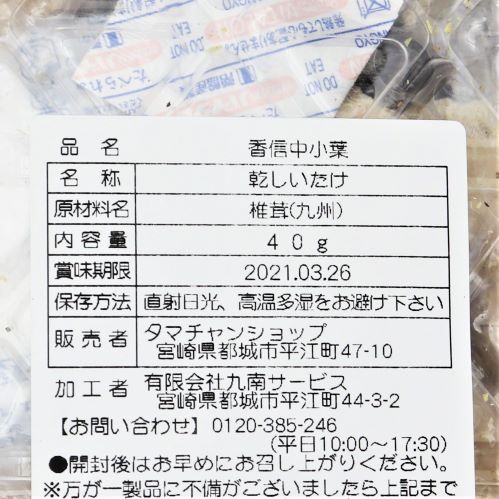 DO NOT EAT
たべられ
DO NOT EAT
品名 香信中小葉
名称 乾しいたけ
原材料名 椎茸(九州)
内容量 40g
賞味期限 2021.03.26
保存方法 直射日光、高温多湿をお避け下さい
販売者 タマチャンショップ
宮崎県都城市平江町47-10
加工者 有限会社九南サービス
宮崎県都城市平江町44-3-2
【お問い合わせ】0120-385-246
(平日10:00～17:30)
●開封後はお早めにお召し上がりください。
※万が一製品に不備がございましたら上記まで